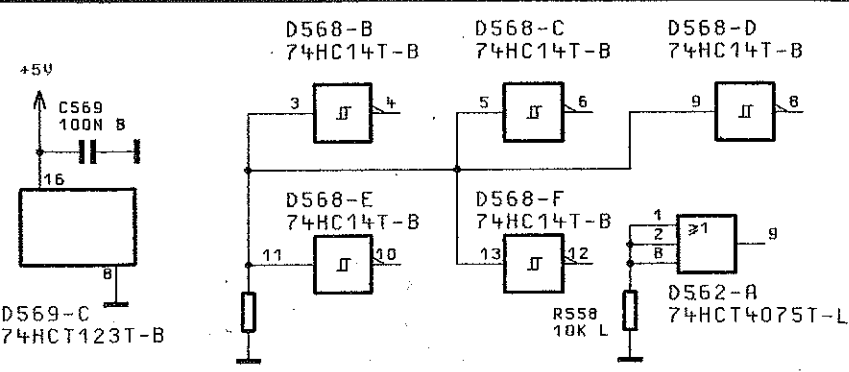 D568-B
74HC14T-B
D568-C
74HC14T-B
D568-D
74HC14T-B
+5V
C569
100N B
3
4
5
6
9
8
16
D568-E
74HC14T-B
D568-F
74HC14T-B
11
10
13
12
1
2
8
≥1
9
8
D569-C
74HCT123T-B
R558
10K L
D562-A
74HCT4075T-L